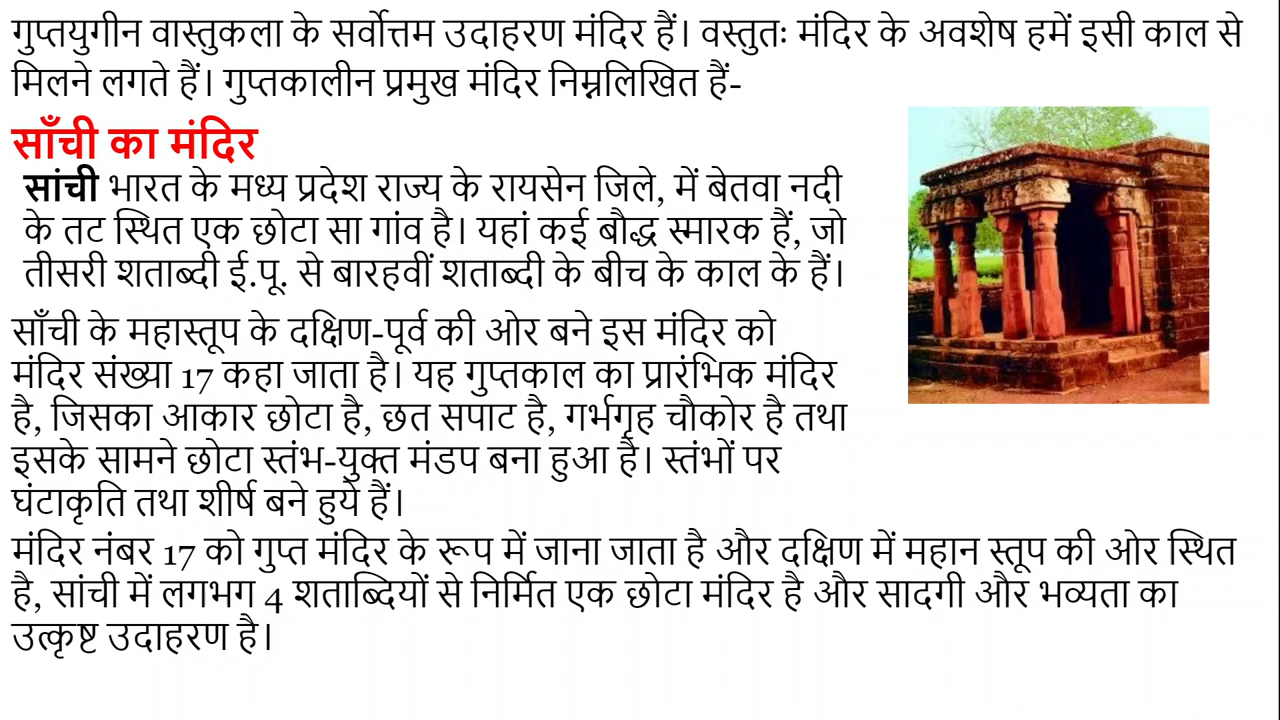 गुप्तयुगीन वास्तुकला के सर्वोत्तम उदाहरण मंदिर हैं। वस्तुतः मंदिर के अवशेष हमें इसी काल से
मिलने लगते हैं। गुप्तकालीन प्रमुख मंदिर निम्नलिखित हैं-
साँची का मंदिर
सांची भारत के मध्य प्रदेश राज्य के रायसेन जिले, में बेतवा नदी
के तट स्थित एक छोटा सा गांव है। यहां कई बौद्ध स्मारक हैं, जो
तीसरी शताब्दी ई.पू. से बारहवीं शताब्दी के बीच के काल के हैं।
साँची के महास्तूप के दक्षिण-पूर्व की ओर बने इस मंदिर को
मंदिर संख्या 17 कहा जाता है। यह गुप्तकाल का प्रारंभिक मंदिर
है, जिसका आकार छोटा है, छत सपाट है, गर्भगृह चौकोर है तथा
इसके सामने छोटा स्तंभ-युक्त मंडप बना हुआ है। स्तंभों पर
घंटाकृति तथा शीर्ष बने हुये हैं।
मंदिर नंबर 17 को गुप्त मंदिर के रूप में जाना जाता है और दक्षिण में महान स्तूप की ओर स्थित
है, सांची में लगभग 4 शताब्दियों से निर्मित एक छोटा मंदिर है और सादगी और भव्यता का
उत्कृष्ट उदाहरण है।